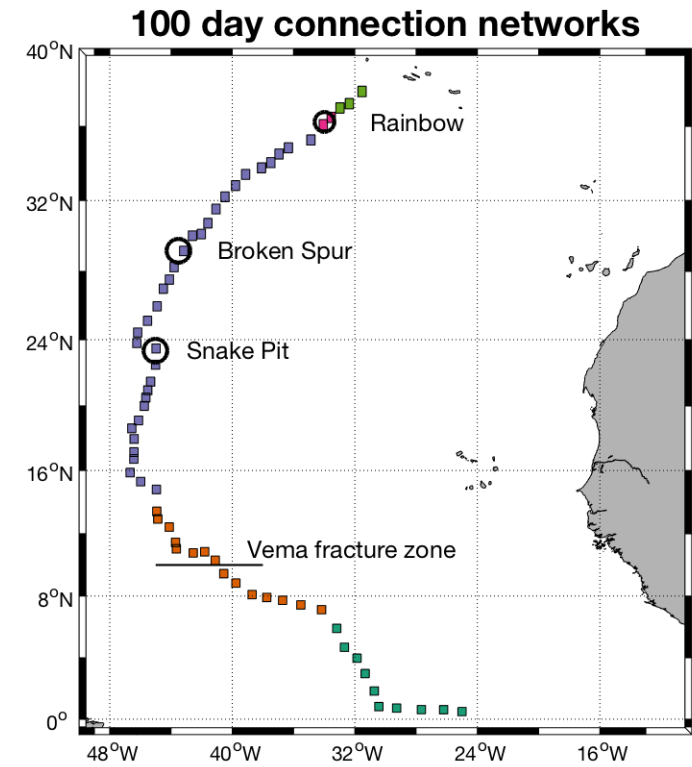 100 day connection networks
40°N
Rainbow
32°N
Broken Spur
24°N
Snake Pit
16°N
Vema fracture zone
8°N
0°
48°W 40°W 32°W 24°W 16°W